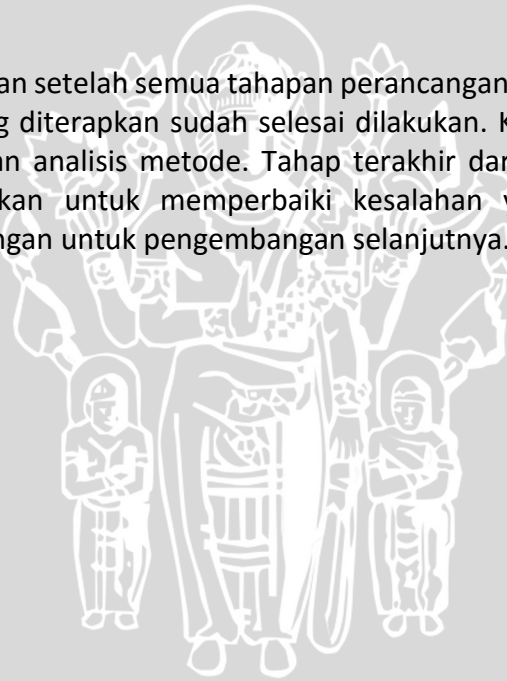 an setelah semua tahapan perancangan
g diterapkan sudah selesai dilakukan. K
an analisis metode. Tahap terakhir dar
kan untuk memperbaiki kesalahan y
ngan untuk pengembangan selanjutnya.